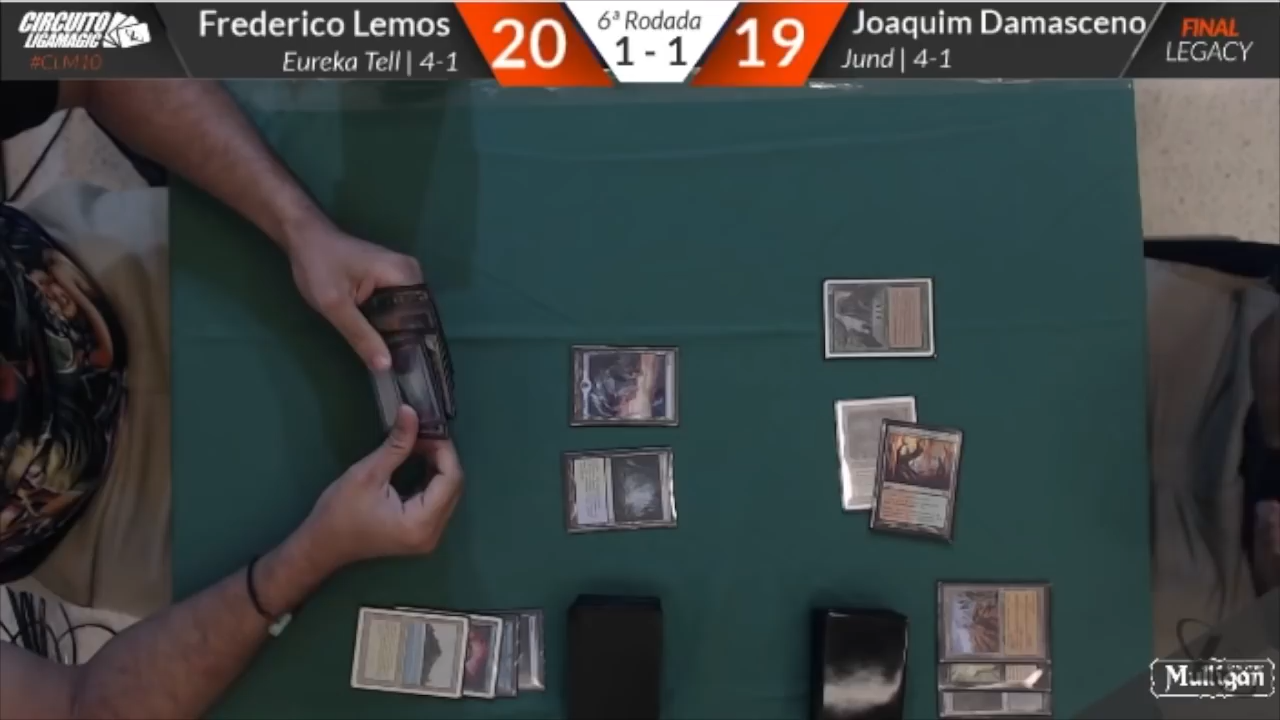 CIRCUITO
LIGAMAGIC
#CLM10
Frederico Lemos
Eureka Tell | 4-1
20
6ª Rodada
1 - 1
19
Joaquim Damasceno
Jund | 4-1
FINAL
LEGACY
Mulligan